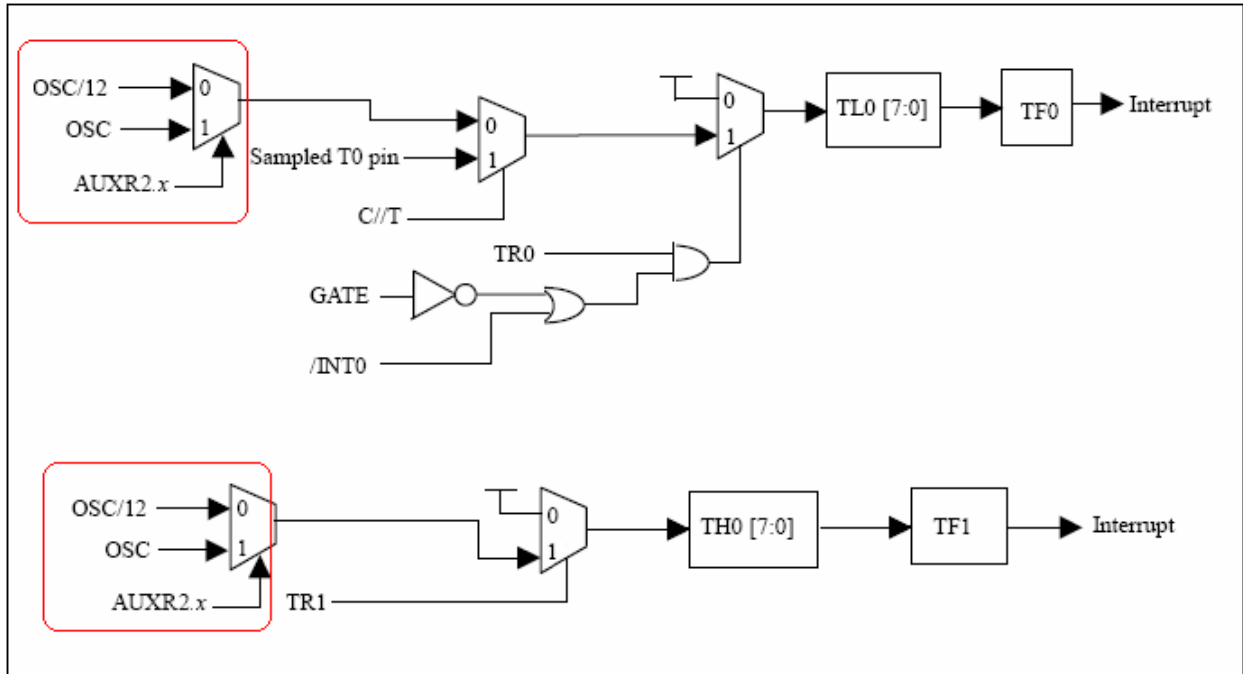 OSC/12
0
OSC
1
AUXR2.x
0
Sampled T0 pin
1
C//T
0
1
TL0 [7:0]
TF0
Interrupt
TR0
GATE
/INT0
OSC/12
0
OSC
1
AUXR2.x
0
1
TR1
TH0 [7:0]
TF1
Interrupt